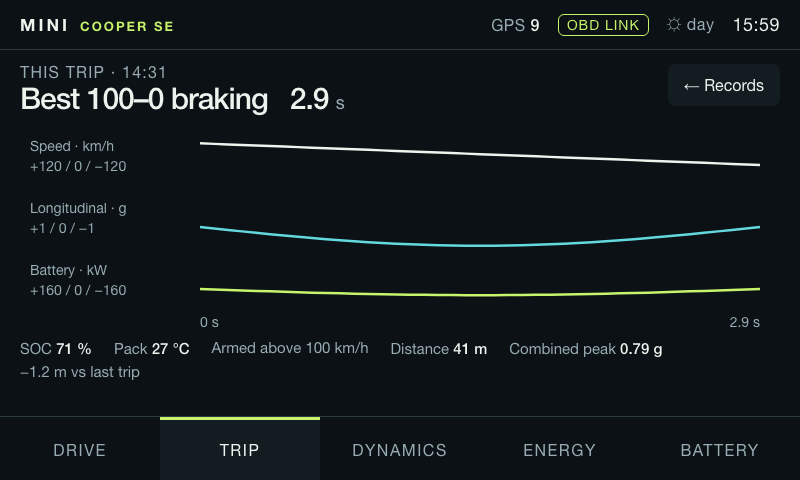 MINI COOPER SE
GPS 9 OBD LINK day 15:59
THIS TRIP · 14:31
Best 100–0 braking 2.9 s
← Records
Speed · km/h
+120 / 0 / −120
Longitudinal · g
+1 / 0 / −1
Battery · kW
+160 / 0 / −160
0 s 2.9 s
SOC 71 % Pack 27 °C Armed above 100 km/h Distance 41 m Combined peak 0.79 g
−1.2 m vs last trip
DRIVE TRIP DYNAMICS ENERGY BATTERY